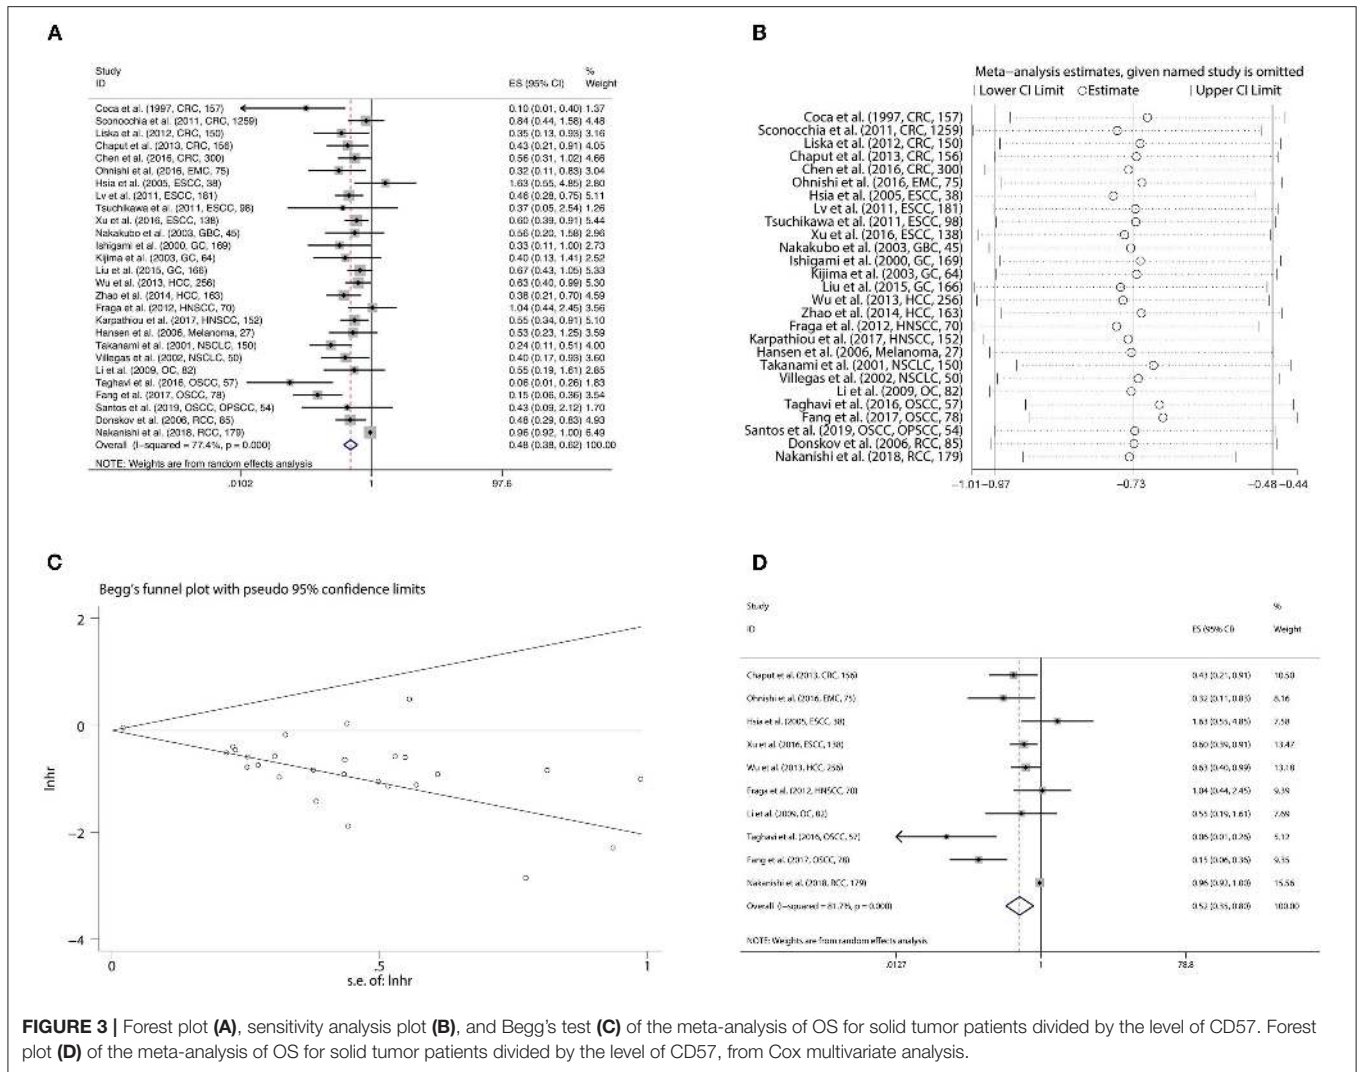 A
Study %
ID ES (95% CI) Weight
Coca et al. (1997, CRC, 157) 0.10 (0.01, 0.40) 1.37
Sconocchia et al. (2011, CRC, 1259) 0.84 (0.44, 1.58) 4.48
Liska et al. (2012, CRC, 150) 0.35 (0.13, 0.93) 3.16
Chaput et al. (2013, CRC, 156) 0.43 (0.21, 0.91) 4.05
Chen et al. (2016, CRC, 300) 0.56 (0.31, 1.02) 4.66
Ohnishi et al. (2016, EMC, 75) 0.32 (0.11, 0.83) 3.04
Hsia et al. (2005, ESCC, 38) 1.63 (0.55, 4.85) 2.80
Lv et al. (2011, ESCC, 181) 0.46 (0.28, 0.75) 5.11
Tsuchikawa et al. (2011, ESCC, 98) 0.37 (0.05, 2.54) 1.26
Xu et al. (2016, ESCC, 138) 0.60 (0.39, 0.91) 5.44
Nakakubo et al. (2003, GBC, 45) 0.56 (0.20, 1.58) 2.96
Ishigami et al. (2000, GC, 169) 0.33 (0.11, 1.00) 2.73
Kijima et al. (2003, GC, 64) 0.40 (0.13, 1.41) 2.52
Liu et al. (2015, GC, 166) 0.67 (0.43, 1.05) 5.33
Wu et al. (2013, HCC, 256) 0.63 (0.40, 0.99) 5.30
Zhao et al. (2014, HCC, 163) 0.38 (0.21, 0.70) 4.59
Fraga et al. (2012, HNSCC, 70) 1.04 (0.44, 2.45) 3.56
Karpathiou et al. (2017, HNSCC, 152) 0.55 (0.34, 0.91) 5.10
Hansen et al. (2006, Melanoma, 27) 0.53 (0.23, 1.25) 3.59
Takanami et al. (2001, NSCLC, 150) 0.24 (0.11, 0.51) 4.00
Villegas et al. (2002, NSCLC, 50) 0.40 (0.17, 0.93) 3.60
Li et al. (2009, OC, 82) 0.55 (0.19, 1.61) 2.85
Taghavi et al. (2016, OSCC, 57) 0.06 (0.01, 0.26) 1.83
Fang et al. (2017, OSCC, 78) 0.15 (0.06, 0.36) 3.54
Santos et al. (2019, OSCC, OPSCC, 54) 0.43 (0.09, 2.12) 1.70
Donskov et al. (2006, RCC, 85) 0.48 (0.29, 0.83) 4.93
Nakanishi et al. (2018, RCC, 179) 0.96 (0.92, 1.00) 6.49
Overall (I-squared = 77.4%, p = 0.000) 0.48 (0.38, 0.62) 100.00
NOTE: Weights are from random effects analysis
.0102 1 97.6
B
Meta-analysis estimates, given named study is omitted
Lower CI Limit Estimate Upper CI Limit
Coca et al. (1997, CRC, 157)
Sconocchia et al. (2011, CRC, 1259)
Liska et al. (2012, CRC, 150)
Chaput et al. (2013, CRC, 156)
Chen et al. (2016, CRC, 300)
Ohnishi et al. (2016, EMC, 75)
Hsia et al. (2005, ESCC, 38)
Lv et al. (2011, ESCC, 181)
Tsuchikawa et al. (2011, ESCC, 98)
Xu et al. (2016, ESCC, 138)
Nakakubo et al. (2003, GBC, 45)
Ishigami et al. (2000, GC, 169)
Kijima et al. (2003, GC, 64)
Liu et al. (2015, GC, 166)
Wu et al. (2013, HCC, 256)
Zhao et al. (2014, HCC, 163)
Fraga et al. (2012, HNSCC, 70)
Karpathiou et al. (2017, HNSCC, 152)
Hansen et al. (2006, Melanoma, 27)
Takanami et al. (2001, NSCLC, 150)
Villegas et al. (2002, NSCLC, 50)
Li et al. (2009, OC, 82)
Taghavi et al. (2016, OSCC, 57)
Fang et al. (2017, OSCC, 78)
Santos et al. (2019, OSCC, OPSCC, 54)
Donskov et al. (2006, RCC, 85)
Nakanishi et al. (2018, RCC, 179)
-1.01 -0.97 -0.73 -0.48 -0.44
C
Begg's funnel plot with pseudo 95% confidence limits
2
0
-2
-4
lnhr
0 .5 1
s.e. of: lnhr
D
Study %
ID ES (95% CI) Weight
Chaput et al. (2013, CRC, 156) 0.43 (0.21, 0.91) 10.50
Ohnishi et al. (2016, EMC, 75) 0.32 (0.11, 0.83) 8.16
Hsia et al. (2005, ESCC, 38) 1.63 (0.55, 4.85) 7.58
Xu et al. (2016, ESCC, 138) 0.60 (0.39, 0.91) 13.47
Wu et al. (2013, HCC, 256) 0.63 (0.40, 0.99) 13.18
Fraga et al. (2012, HNSCC, 70) 1.04 (0.44, 2.45) 9.39
Li et al. (2009, OC, 82) 0.55 (0.19, 1.61) 7.69
Taghavi et al. (2016, OSCC, 57) 0.06 (0.01, 0.26) 5.12
Fang et al. (2017, OSCC, 78) 0.15 (0.06, 0.36) 9.35
Nakanishi et al. (2018, RCC, 179) 0.96 (0.92, 1.00) 15.56
Overall (I-squared = 81.7%, p = 0.000) 0.52 (0.35, 0.80) 100.00
NOTE: Weights are from random effects analysis
.0127 1 78.8
FIGURE 3 | Forest plot (A), sensitivity analysis plot (B), and Begg's test (C) of the meta-analysis of OS for solid tumor patients divided by the level of CD57. Forest
plot (D) of the meta-analysis of OS for solid tumor patients divided by the level of CD57, from Cox multivariate analysis.